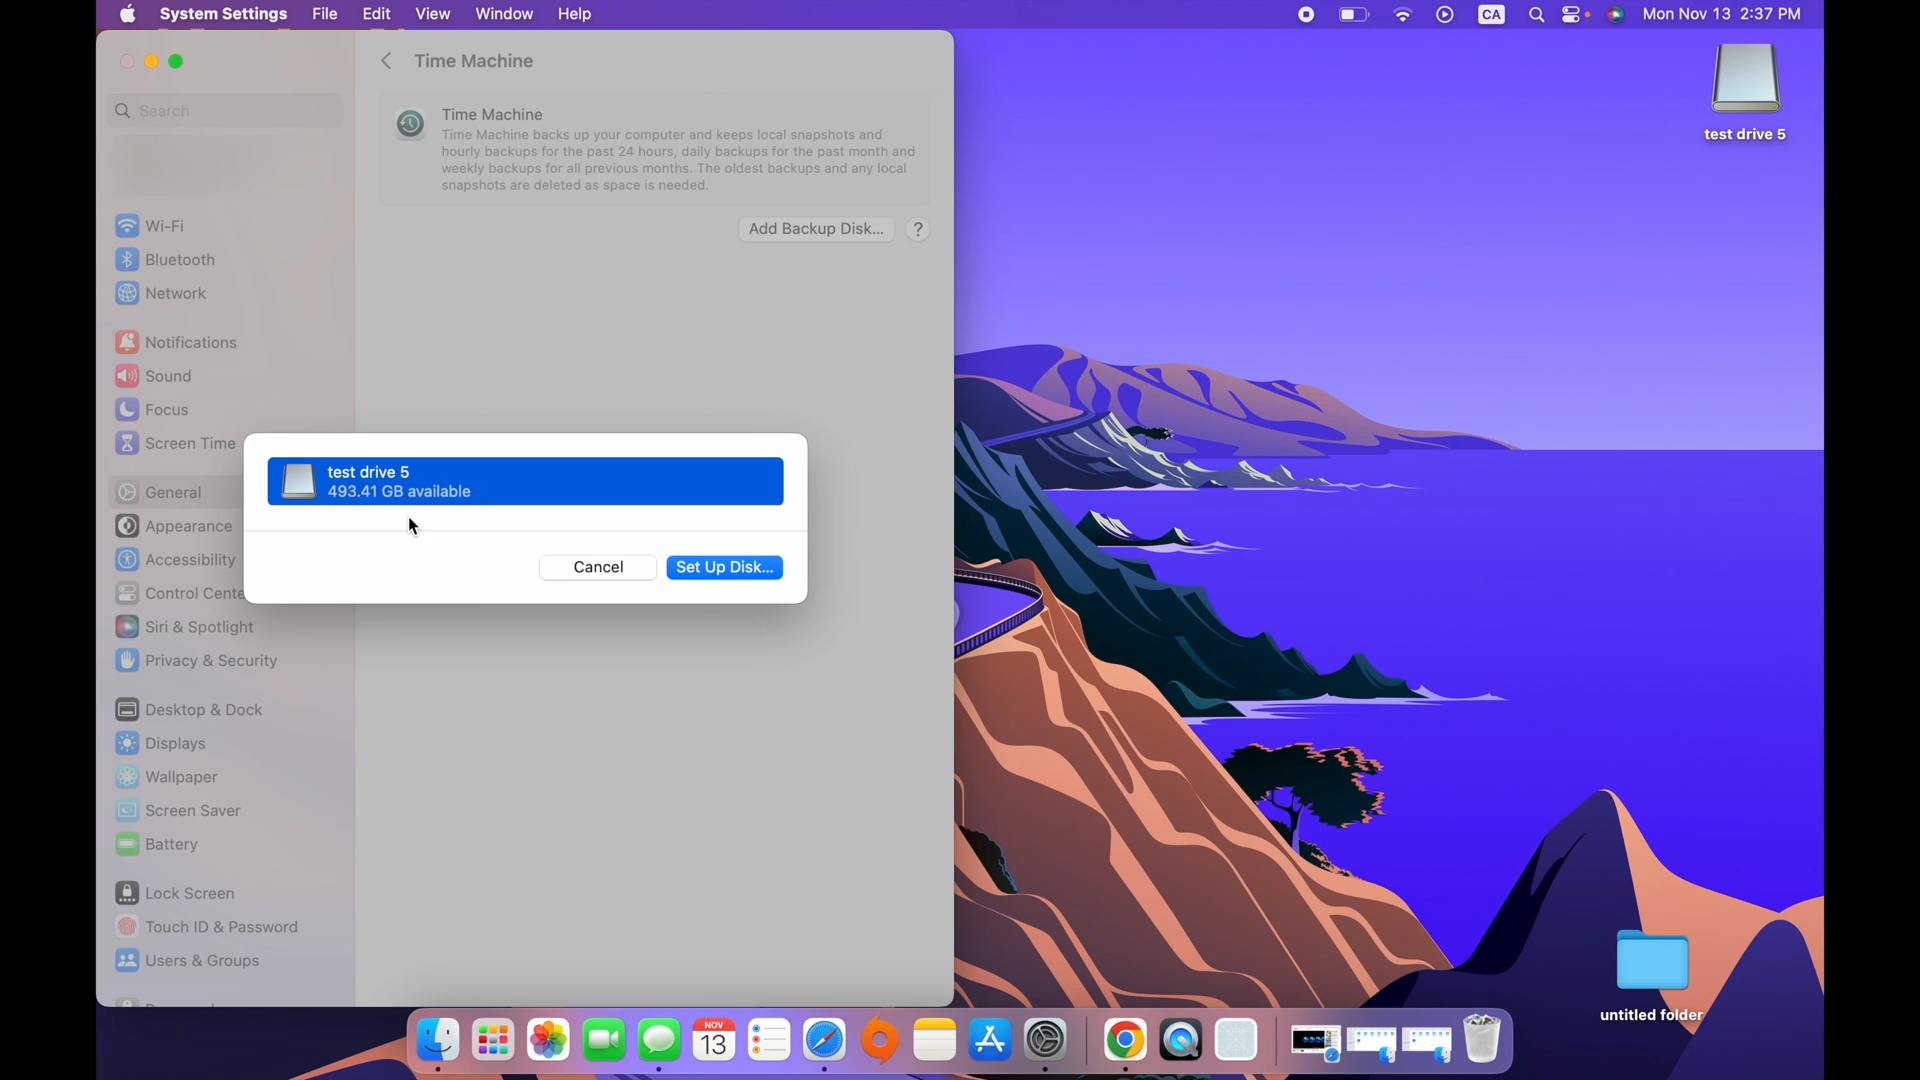 System Settings File Edit View Window Help
CA
Mon Nov 13 2:37 PM
Time Machine
Search
Time Machine
Time Machine backs up your computer and keeps local snapshots and
hourly backups for the past 24 hours, daily backups for the past month and
weekly backups for all previous months. The oldest backups and any local
snapshots are deleted as space is needed.
Add Backup Disk...
?
test drive 5
Wi-Fi
Bluetooth
Network
Notifications
Sound
Focus
Screen Time
General
Appearance
Accessibility
Control Cente
Siri & Spotlight
Privacy & Security
Desktop & Dock
Displays
Wallpaper
Screen Saver
Battery
Lock Screen
Touch ID & Password
Users & Groups
test drive 5
493.41 GB available
Cancel
Set Up Disk...
untitled folder
NOV
13